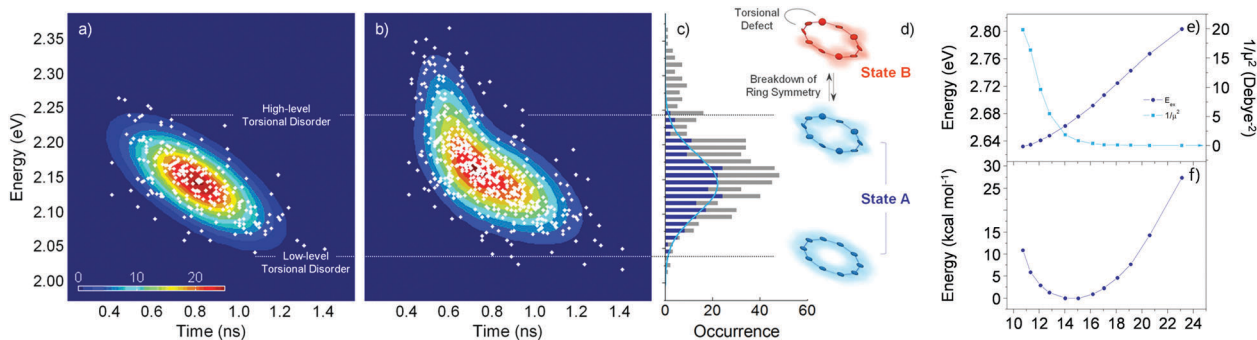 a)
b)
c)
d)
e)
f)
Energy (eV)
2.35
2.30
2.25
2.20
2.15
2.10
2.05
2.00
High-level
Torsional Disorder
Low-level
Torsional Disorder
0 10 20
0.4 0.6 0.8 1.0 1.2 1.4
Time (ns)
0.4 0.6 0.8 1.0 1.2 1.4
Time (ns)
0 20 40 60
Occurrence
Torsional
Defect
State B
Breakdown of
Ring Symmetry
State A
Energy (eV)
2.80
2.76
2.72
2.68
2.64
Eex
1/μ²
20
15
10
5
0
1/μ² (Debye⁻²)
Energy (kcal mol⁻¹)
30
25
10
5
0
10 12 14 16 18 20 22 24